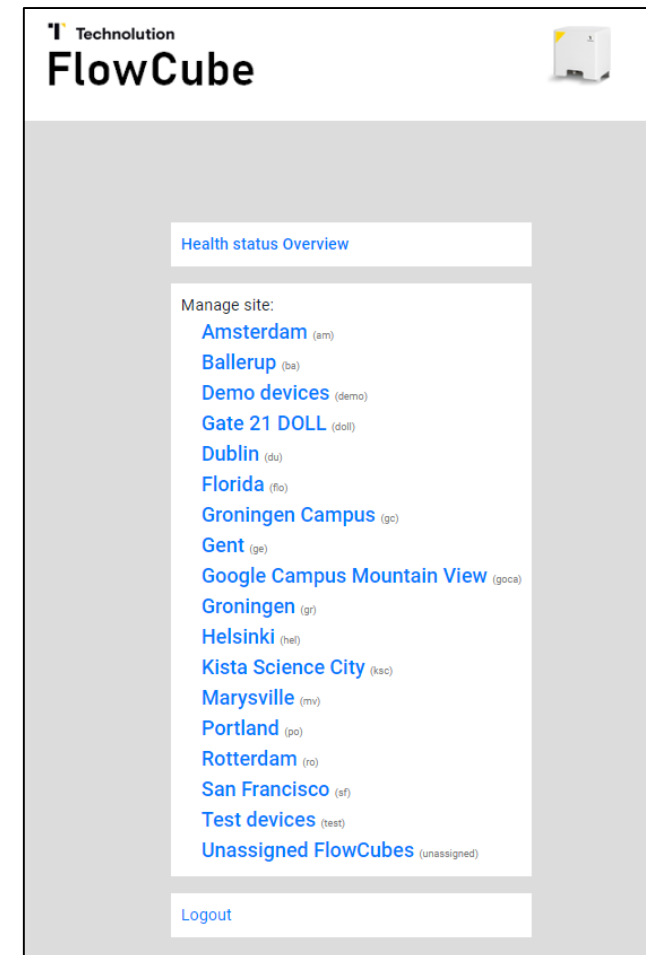 Technolution
FlowCube
Health status Overview
Manage site:
Amsterdam (am)
Ballerup (ba)
Demo devices (demo)
Gate 21 DOLL (doll)
Dublin (du)
Florida (flo)
Groningen Campus (gc)
Gent (ge)
Google Campus Mountain View (goca)
Groningen (gr)
Helsinki (hel)
Kista Science City (ksc)
Marysville (mv)
Portland (po)
Rotterdam (ro)
San Francisco (sf)
Test devices (test)
Unassigned FlowCubes (unassigned)
Logout